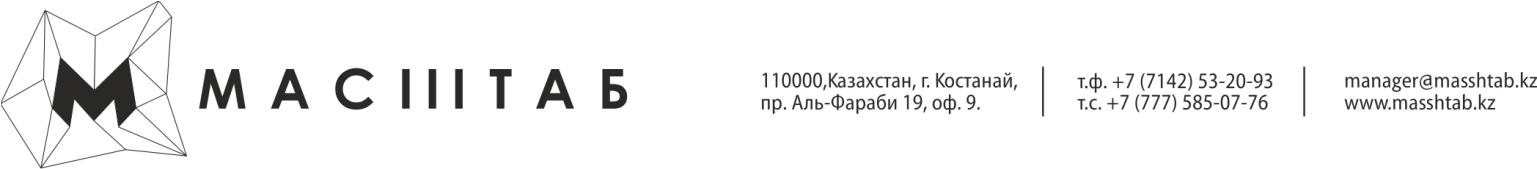 МАСШТАБ
110000,Казахстан, г. Костанай,
пр. Аль-Фараби 19, оф. 9.
т.ф. +7 (7142) 53-20-93
т.с. +7 (777) 585-07-76
manager@masshtab.kz
www.masshtab.kz